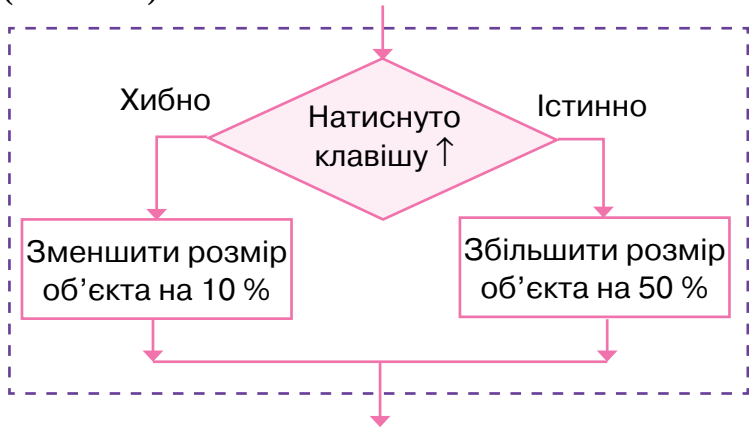 Хибно
Натиснуто
клавішу ↑
Істинно
Зменшити розмір
об’єкта на 10 %
Збільшити розмір
об’єкта на 50 %